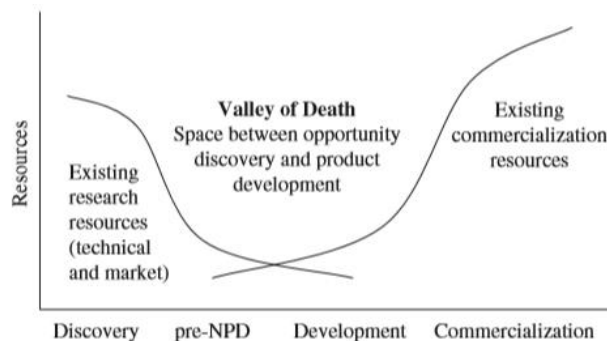 Valley of Death
Space between opportunity
discovery and product
development
Existing
commercialization
resources
Existing
research
resources
(technical
and market)
Resources
Discovery
pre-NPD
Development
Commercialization